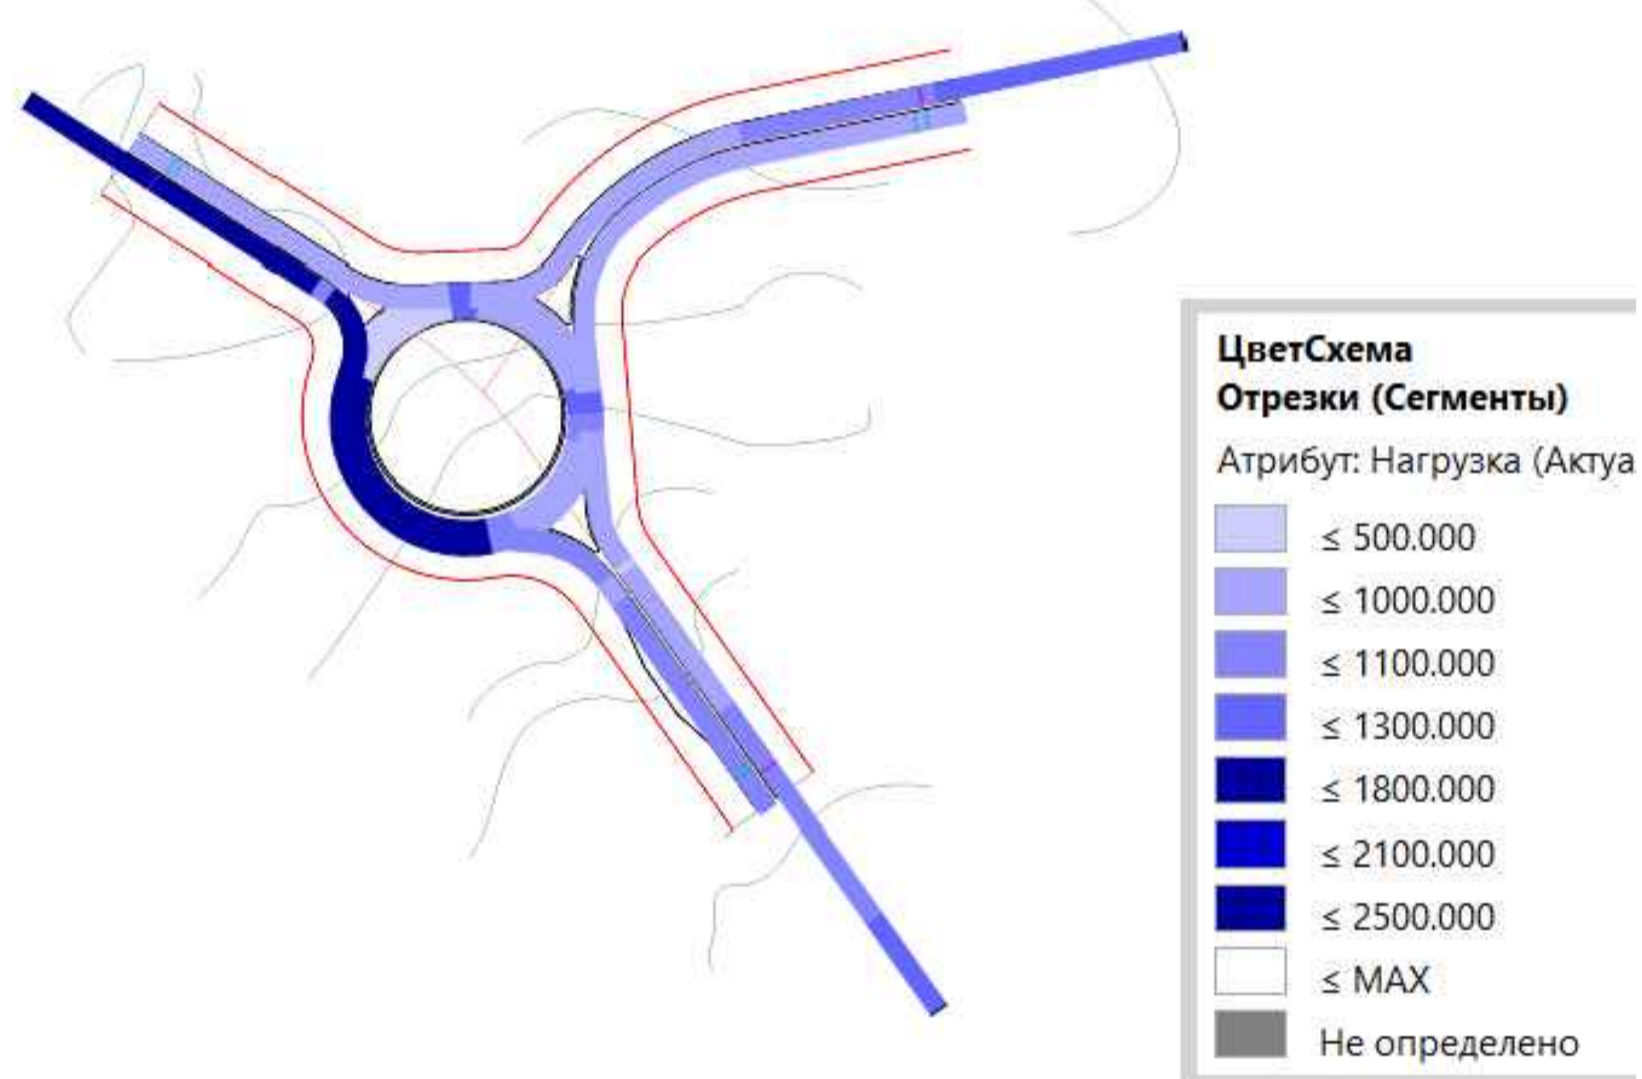 ЦветСхема
Отрезки (Сегменты)
Атрибут: Нагрузка (Актуа
≤ 500.000
≤ 1000.000
≤ 1100.000
≤ 1300.000
≤ 1800.000
≤ 2100.000
≤ 2500.000
≤ MAX
Не определено